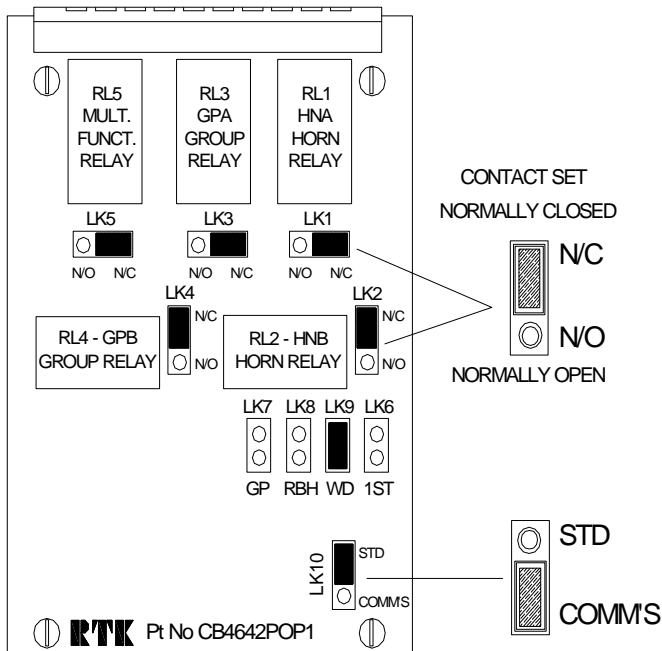 RL5
MULT.
FUNCT.
RELAY
RL3
GPA
GROUP
RELAY
RL1
HNA
HORN
RELAY
LK5
LK3
LK1
N/O N/C
N/O N/C
N/O N/C
LK4
N/C
N/O
LK2
N/C
N/O
RL4 - GPB
GROUP RELAY
RL2 - HNB
HORN RELAY
LK7 LK8 LK9 LK6
GP RBH WD 1ST
LK10
STD
COMM'S
RTK Pt No CB4642POP1
CONTACT SET
NORMALLY CLOSED
N/C
N/O
NORMALLY OPEN
STD
COMM'S